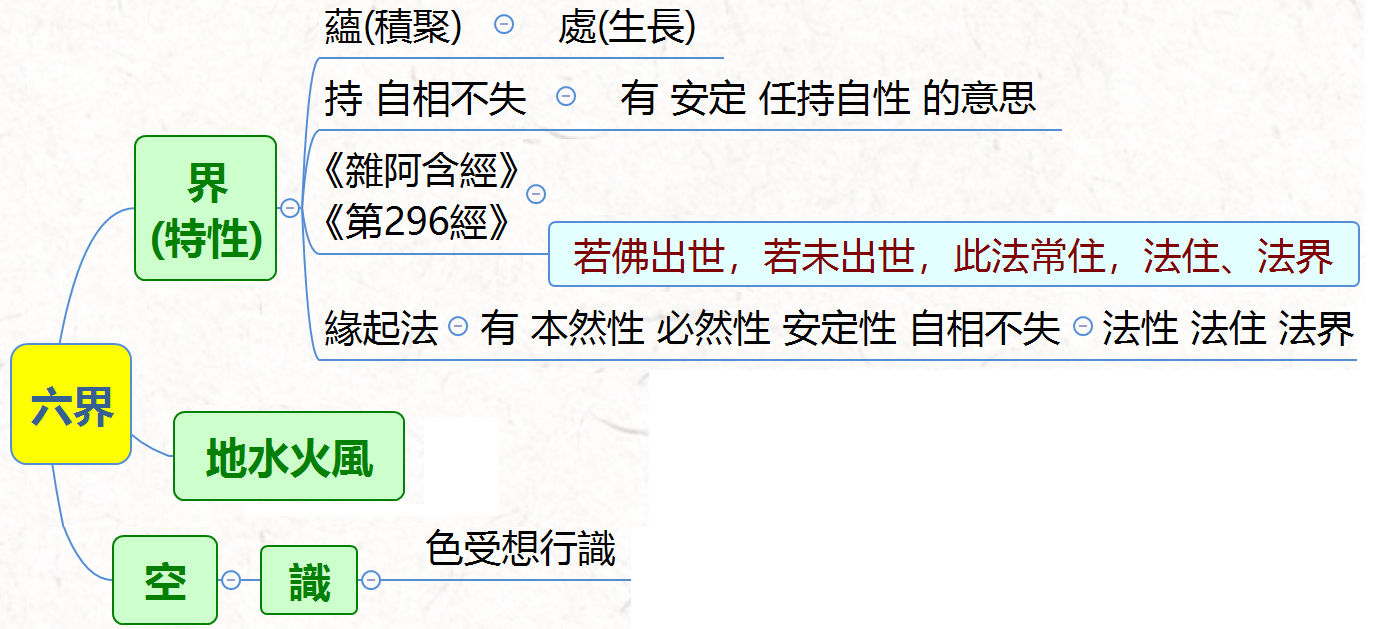 蘊(積聚) 處(生長)
持 自相不失 有 安定 任持自性 的意思
界
(特性)
《雜阿含經》
《第296經》
若佛出世，若未出世，此法常住，法住、法界
緣起法 有 本然性 必然性 安定性 自相不失 法性 法住 法界
六界
地水火風
空 識 色受想行識